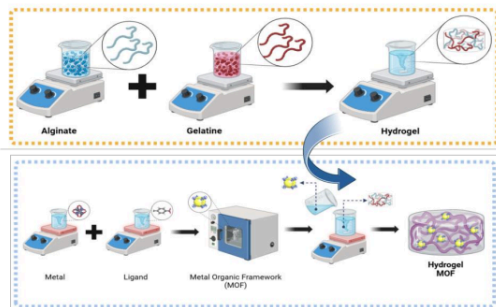 Alginate
Gelatine
Hydrogel
Metal
Ligand
Metal Organic Framework
(MOF)
Hydrogel
MOF